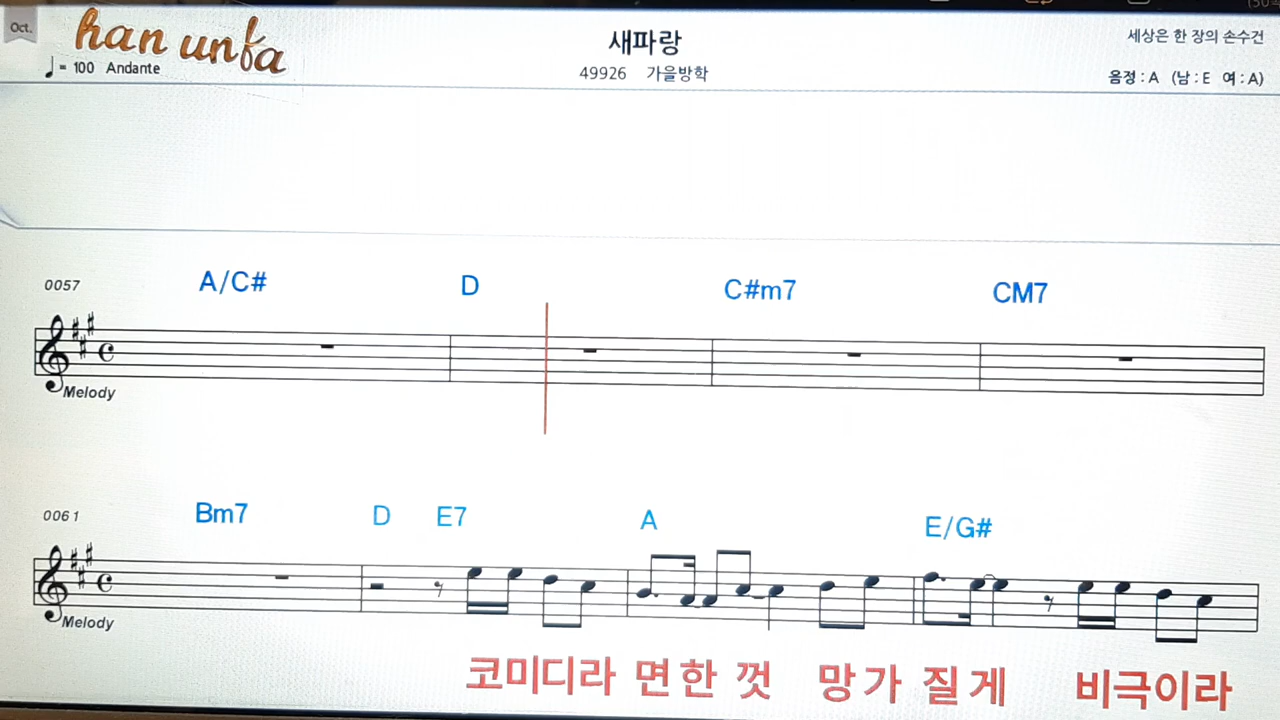 Oct.
han unfa
새파랑
세상은 한 장의 손수건
♩= 100 Andante
49926 가을방학
음정 : A (남 : E 여 : A)
0057
A/C# D C#m7 CM7
Melody
0061
Bm7 D E7 A E/G#
Melody
코미디라 면 한 껏 망가 질게 비극이라